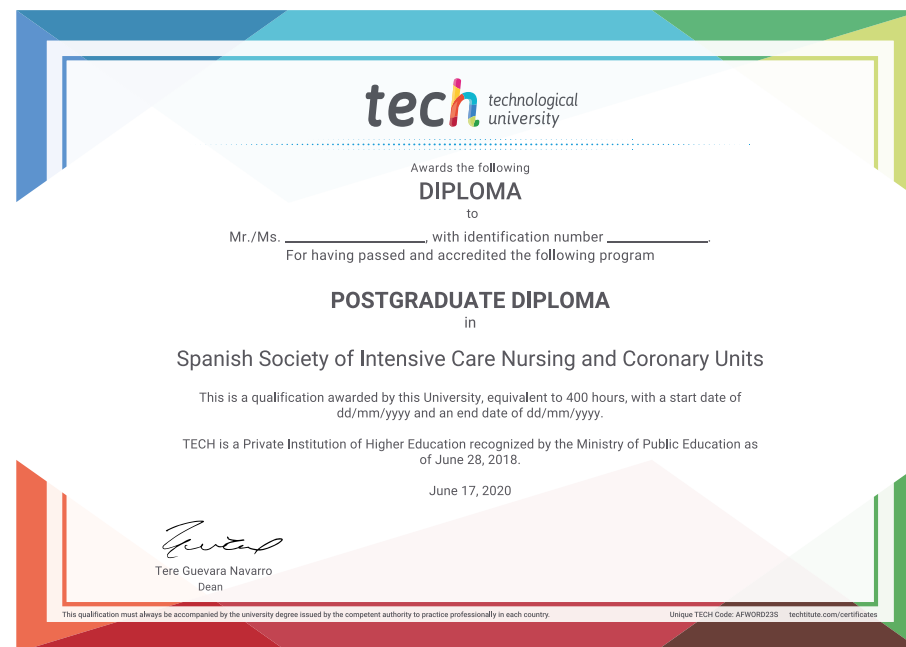 tech technological
university
Awards the following
DIPLOMA
to
Mr./Ms. ____________________, with identification number ______________.
For having passed and accredited the following program
POSTGRADUATE DIPLOMA
in
Spanish Society of Intensive Care Nursing and Coronary Units
This is a qualification awarded by this University, equivalent to 400 hours, with a start date of
dd/mm/yyyy and an end date of dd/mm/yyyy.
TECH is a Private Institution of Higher Education recognized by the Ministry of Public Education as
of June 28, 2018.
June 17, 2020
Tere Guevara Navarro
Dean
This qualification must always be accompanied by the university degree issued by the competent authority to practice professionally in each country. Unique TECH Code: AFWORD23S techtitute.com/certificates